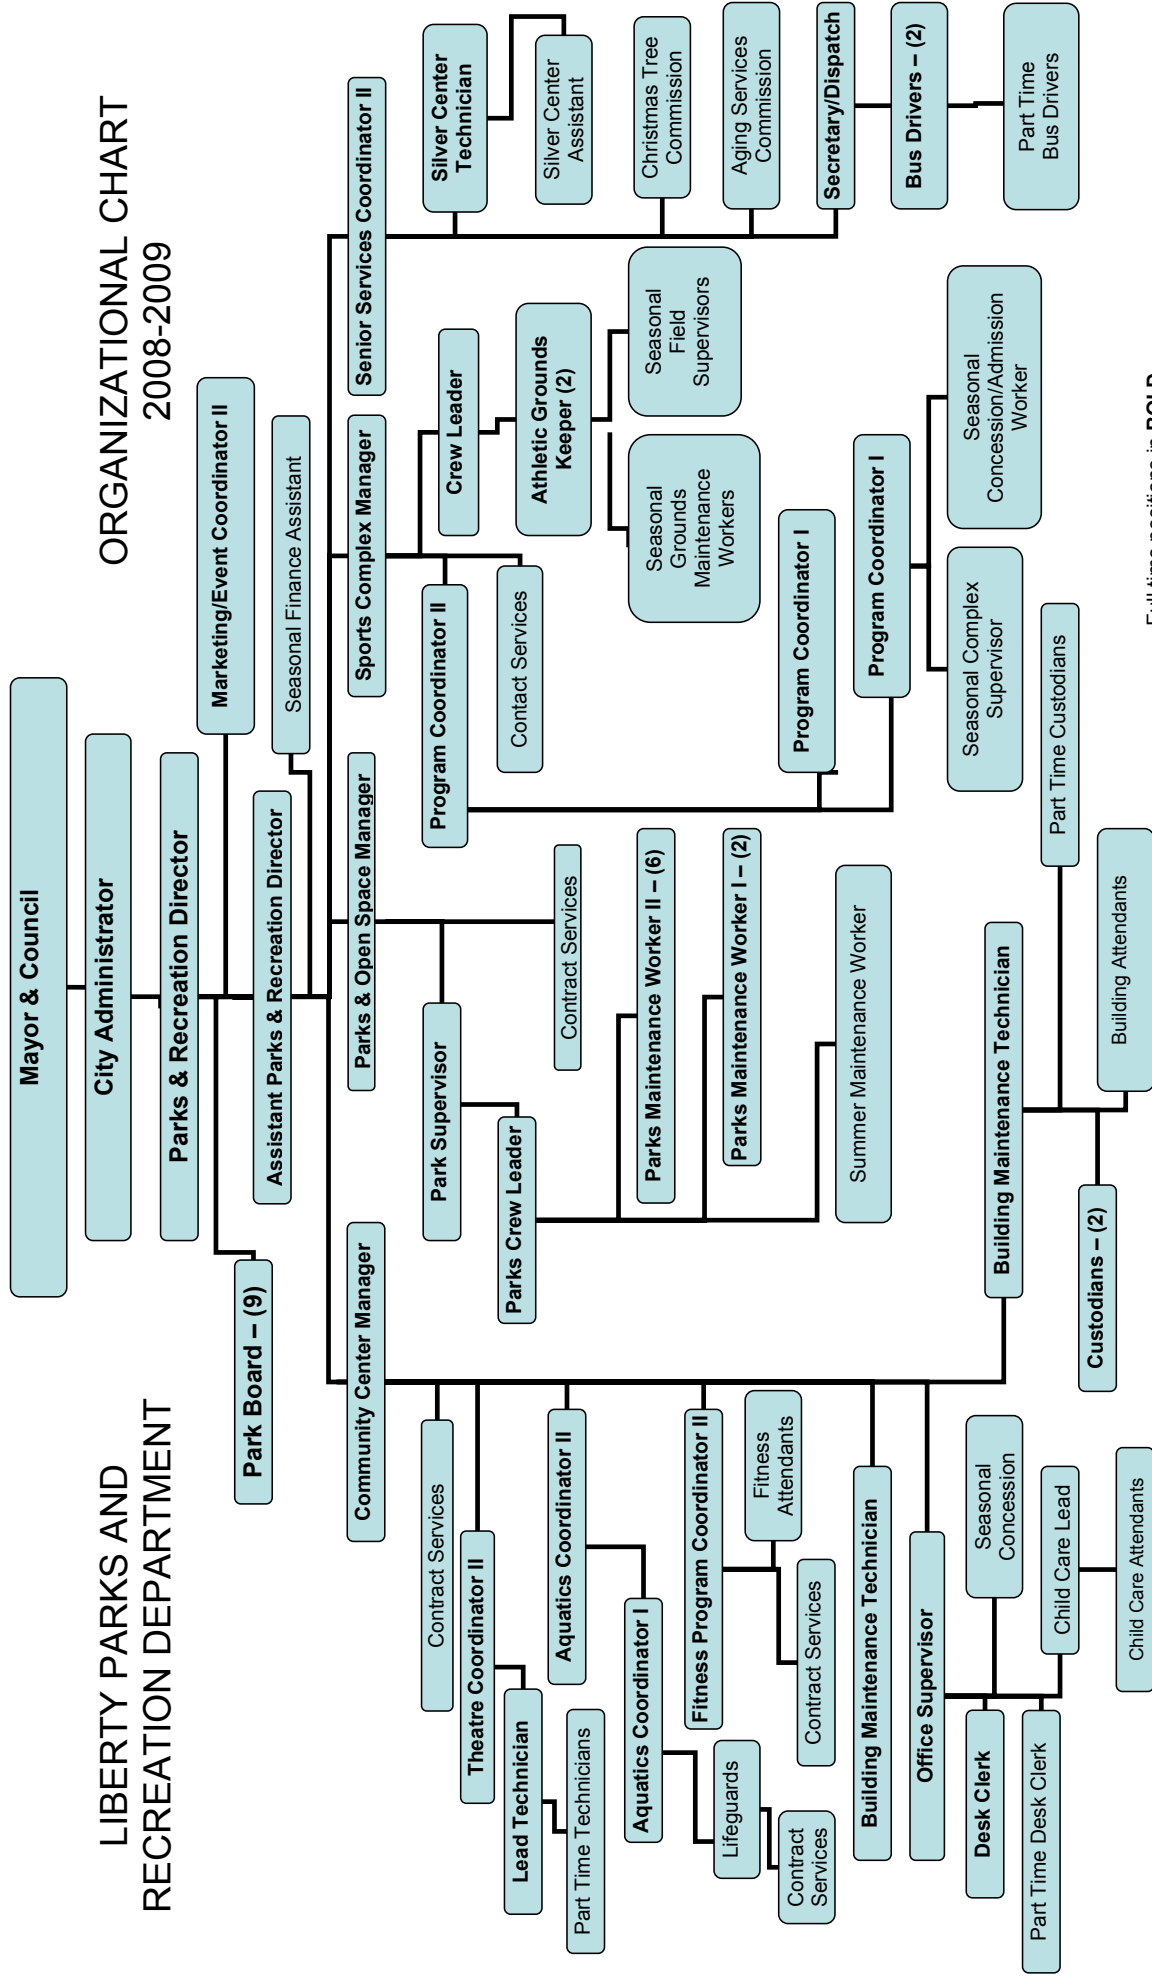 LIBERTY PARKS AND
RECREATION DEPARTMENT
ORGANIZATIONAL CHART
2008-2009
Mayor & Council
City Administrator
Parks & Recreation Director
Marketing/Event Coordinator II
Park Board – (9)
Assistant Parks & Recreation Director
Seasonal Finance Assistant
Community Center Manager
Parks & Open Space Manager
Sports Complex Manager
Senior Services Coordinator II
Contract Services
Theatre Coordinator II
Lead Technician
Part Time Technicians
Aquatics Coordinator II
Aquatics Coordinator I
Lifeguards
Contract
Services
Fitness Program Coordinator II
Fitness
Attendants
Contract Services
Building Maintenance Technician
Office Supervisor
Desk Clerk
Part Time Desk Clerk
Seasonal
Concession
Child Care Lead
Child Care Attendants
Building Maintenance Technician
Custodians – (2)
Part Time Custodians
Building Attendants
Park Supervisor
Parks Crew Leader
Contract Services
Parks Maintenance Worker II – (6)
Parks Maintenance Worker I – (2)
Summer Maintenance Worker
Program Coordinator II
Contact Services
Crew Leader
Athletic Grounds
Keeper (2)
Seasonal
Grounds
Maintenance
Workers
Seasonal
Field
Supervisors
Program Coordinator I
Program Coordinator I
Seasonal Complex
Supervisor
Seasonal
Concession/Admission
Worker
Silver Center
Technician
Silver Center
Assistant
Christmas Tree
Commission
Aging Services
Commission
Secretary/Dispatch
Bus Drivers – (2)
Part Time
Bus Drivers
Full time positions in BOLD